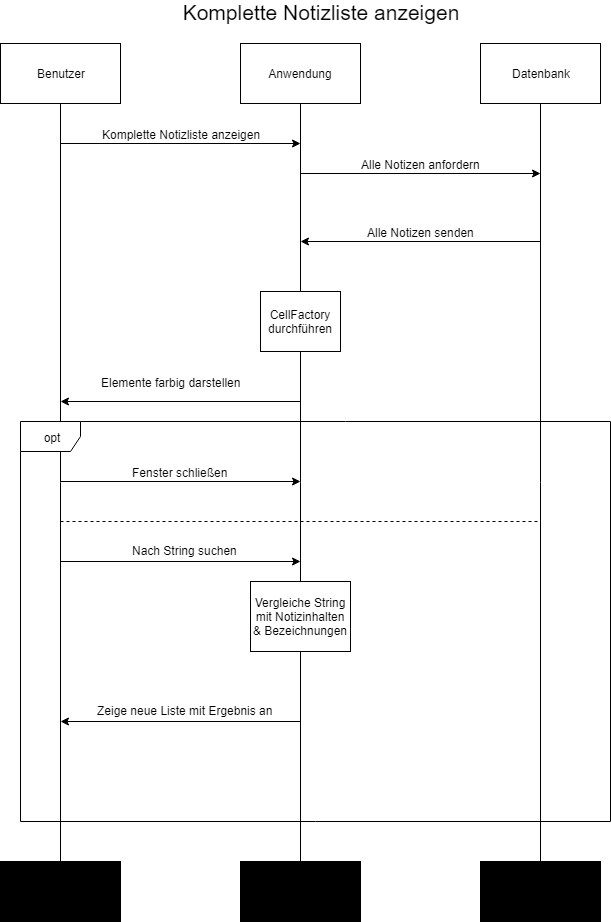 Komplette Notizliste anzeigen
Benutzer
Anwendung
Datenbank
Komplette Notizliste anzeigen
Alle Notizen anfordern
Alle Notizen senden
CellFactory
durchführen
Elemente farbig darstellen
opt
Fenster schließen
Nach String suchen
Vergleiche String
mit Notizinhalten
& Bezeichnungen
Zeige neue Liste mit Ergebnis an